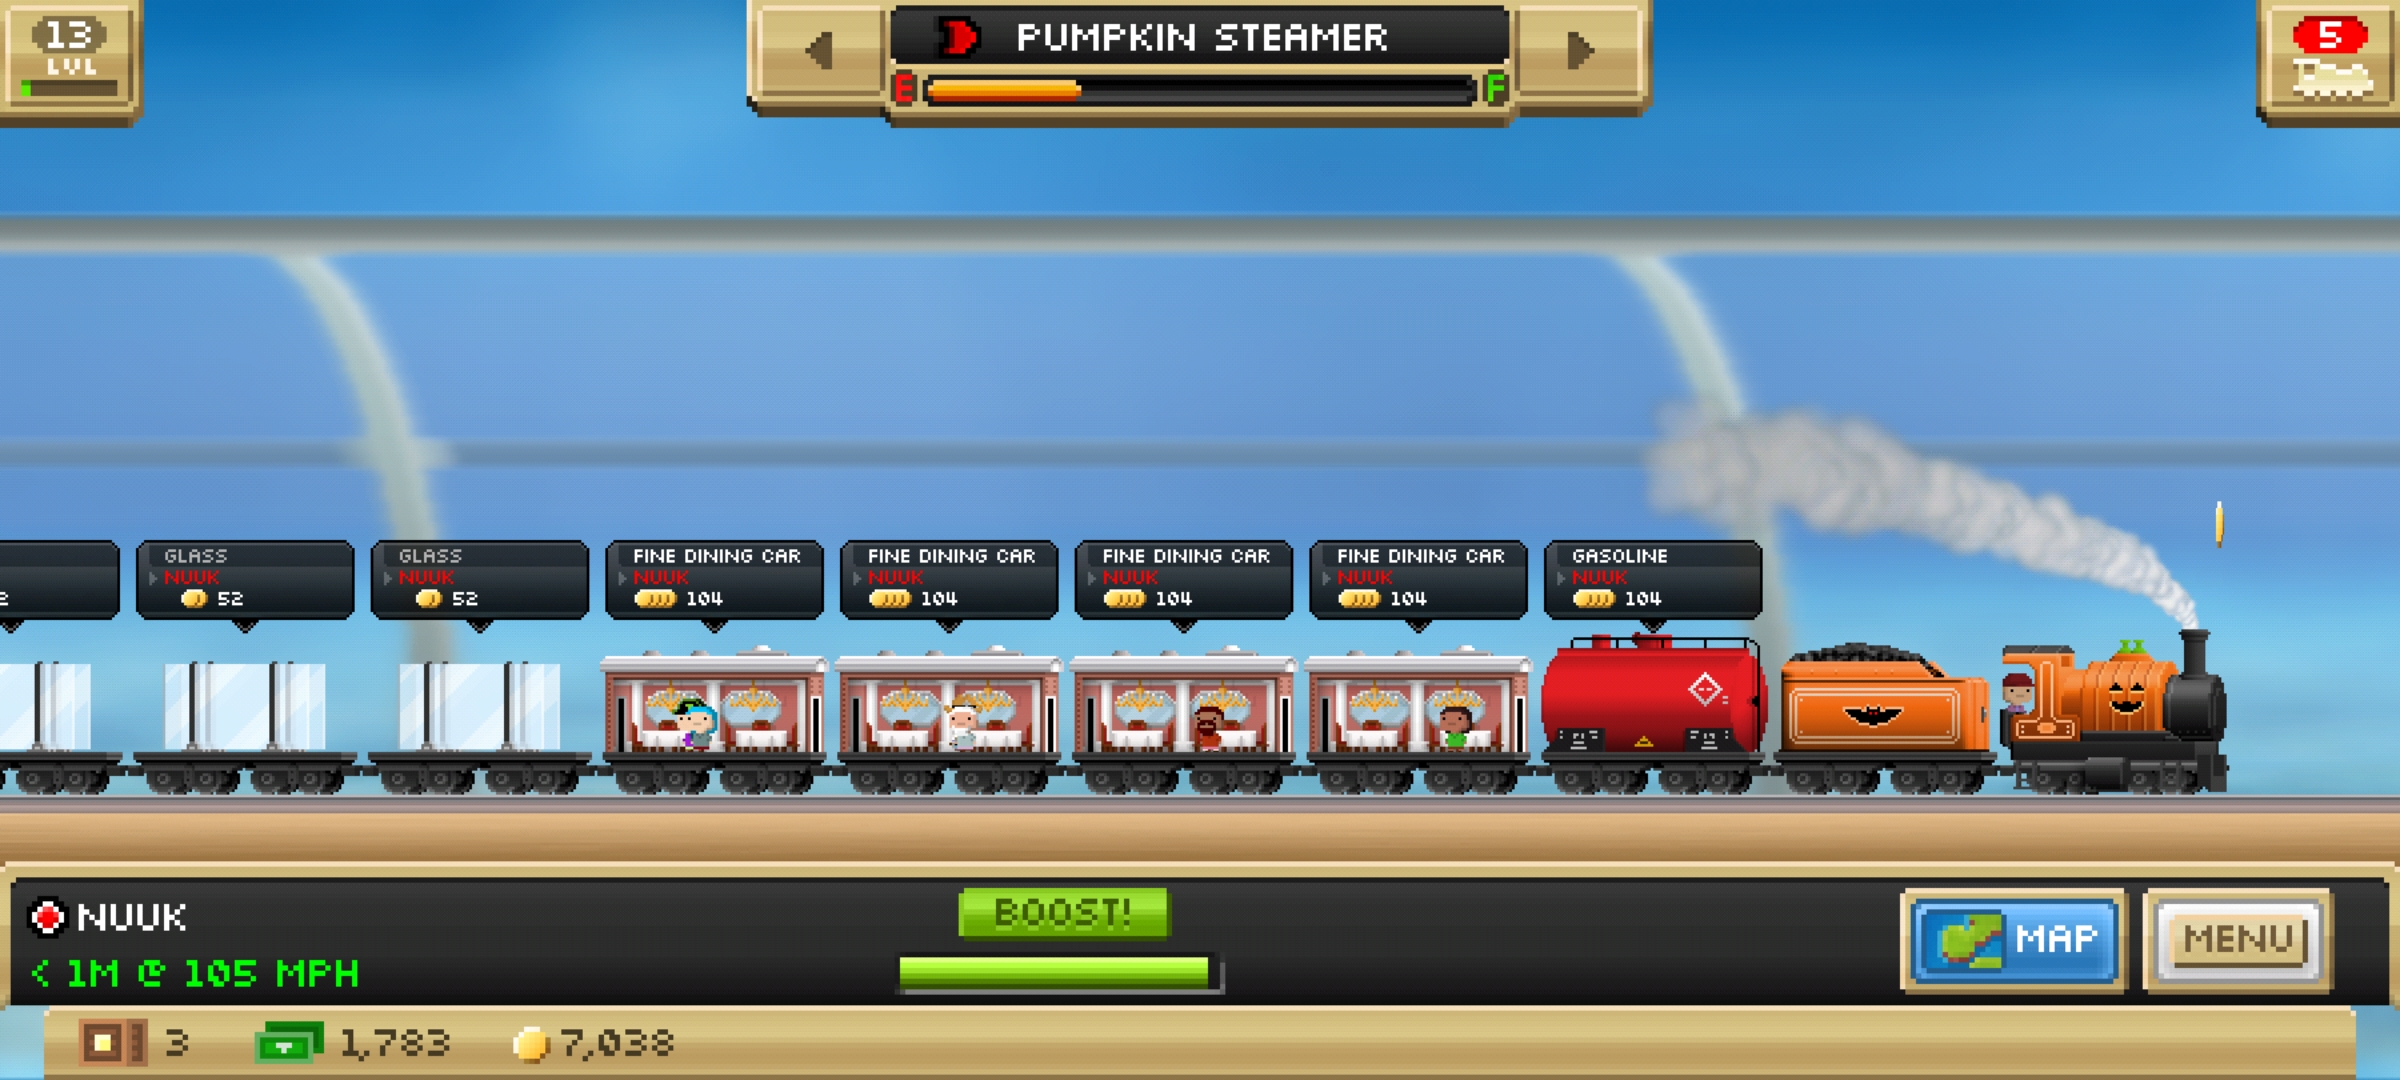 13
LVL
PUMPKIN STEAMER
E
F
5
GLASS
NUUK
52
GLASS
NUUK
52
FINE DINING CAR
NUUK
104
FINE DINING CAR
NUUK
104
FINE DINING CAR
NUUK
104
FINE DINING CAR
NUUK
104
GASOLINE
NUUK
104
NUUK
< 1M @ 105 MPH
BOOST!
MAP
MENU
3
1,783
7,038